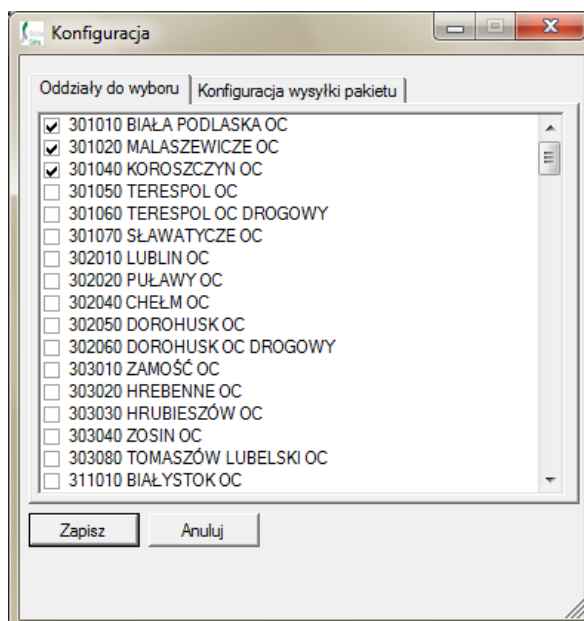 Konfiguracja
Oddziały do wyboru
Konfiguracja wysyłki pakietu
301010 BIAŁA PODLASKA OC
301020 MALASZEWICZE OC
301040 KOROSZCZYN OC
301050 TERESPOL OC
301060 TERESPOL OC DROGOWY
301070 SŁAWATYCZE OC
302010 LUBLIN OC
302020 PUŁAWY OC
302040 CHEŁM OC
302050 DOROHUSK OC
302060 DOROHUSK OC DROGOWY
303010 ZAMOŚĆ OC
303020 HREBENNE OC
303030 HRUBIESZÓW OC
303040 ZOSIN OC
303080 TOMASZÓW LUBELSKI OC
311010 BIAŁYSTOK OC
Zapisz
Anuluj